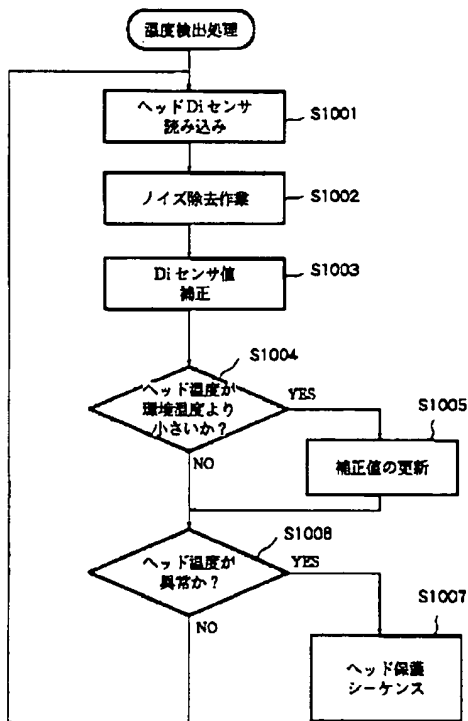 温度検出処理
ヘッドDiセンサ
読み込み
S1001
ノイズ除去作業
S1002
Diセンサ値
補正
S1003
S1004
ヘッド温度が
環境温度より
小さいか？
YES
NO
S1005
補正値の更新
S1008
ヘッド温度が
異常か？
YES
NO
S1007
ヘッド保護
シーケンス